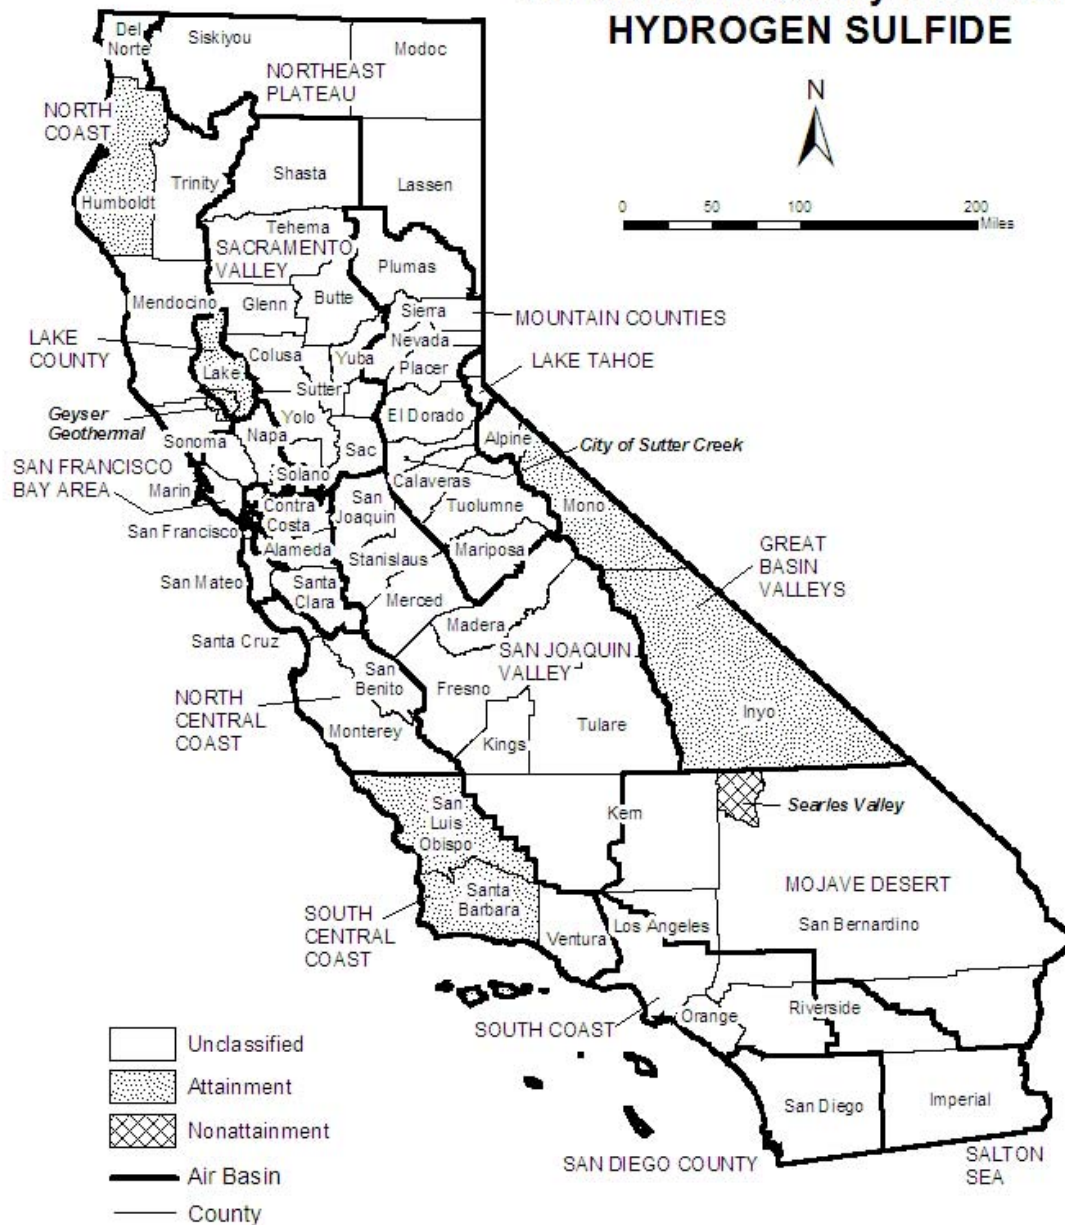 HYDROGEN SULFIDE
N
0 50 100 200
Miles
Del
Norte
Siskiyou
Modoc
NORTHEAST
PLATEAU
NORTH
COAST
Humboldt
Trinity
Shasta
Lassen
Tehema
SACRAMENTO
VALLEY
Plumas
Mendocino
Glenn
Butte
Sierra
MOUNTAIN COUNTIES
LAKE
COUNTY
Colusa
Yuba
Nevada
Placer
LAKE TAHOE
Lake
Sutter
Geyser
Geothermal
Yolo
El Dorado
Sonoma
Napa
Sac
Alpine
City of Sutter Creek
SAN FRANCISCO
BAY AREA
Marin
Solano
Calaveras
Contra
Costa
San
Joaquin
Tuolumne
Mono
San Francisco
Alameda
Stanislaus
Mariposa
GREAT
BASIN
VALLEYS
San Mateo
Santa
Clara
Merced
Santa Cruz
Madera
SAN JOAQUIN
VALLEY
San
Benito
Fresno
NORTH
CENTRAL
COAST
Monterey
Kings
Tulare
Inyo
San
Luis
Obispo
Kern
Searles Valley
Santa
Barbara
MOJAVE DESERT
SOUTH
CENTRAL
COAST
Ventura
Los Angeles
San Bernardino
SOUTH COAST
Orange
Riverside
San Diego
Imperial
SAN DIEGO COUNTY
SALTON
SEA
Unclassified
Attainment
Nonattainment
Air Basin
County